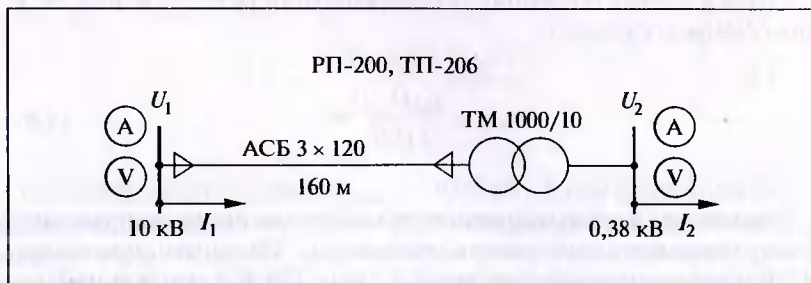 РП-200, ТП-206
A
V
U₁
АСБ 3 × 120
160 м
ТМ 1000/10
U₂
A
V
10 кВ
I₁
0,38 кВ
I₂